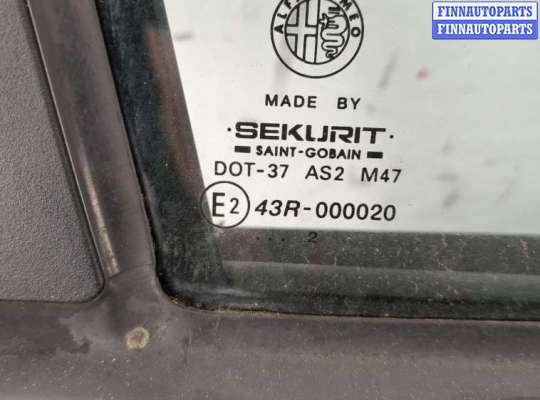 FINNAUTOPARTS
FINNAUTOPARTS
ALFA ROMEO
MADE BY
·SEKURIT·
SAINT-GOBAIN
DOT-37 AS2 M47
E2 43R-000020
... 2